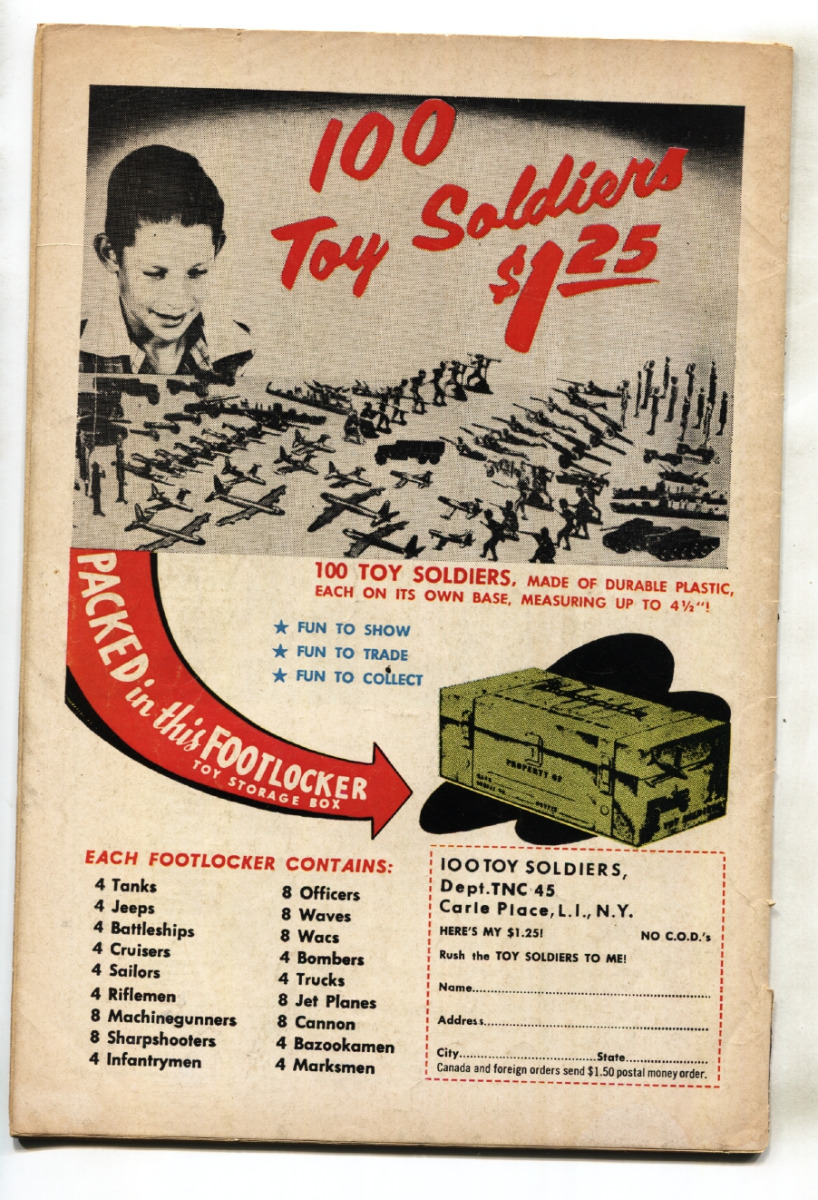 100
Toy Soldiers
$1.25
100 TOY SOLDIERS, MADE OF DURABLE PLASTIC,
EACH ON ITS OWN BASE, MEASURING UP TO 4½"!
PACKED in this FOOTLOCKER
TOY STORAGE BOX
★ FUN TO SHOW
★ FUN TO TRADE
★ FUN TO COLLECT
PROPERTY OF
EACH FOOTLOCKER CONTAINS:
4 Tanks
4 Jeeps
4 Battleships
4 Cruisers
4 Sailors
4 Riflemen
8 Machinegunners
8 Sharpshooters
4 Infantrymen
8 Officers
8 Waves
8 Wacs
4 Bombers
4 Trucks
8 Jet Planes
8 Cannon
4 Bazookamen
4 Marksmen
100 TOY SOLDIERS,
Dept. TNC 45
Carle Place, L.I., N.Y.
HERE'S MY $1.25! NO C.O.D.'s
Rush the TOY SOLDIERS TO ME!
Name
Address
City State
Canada and foreign orders send $1.50 postal money order.